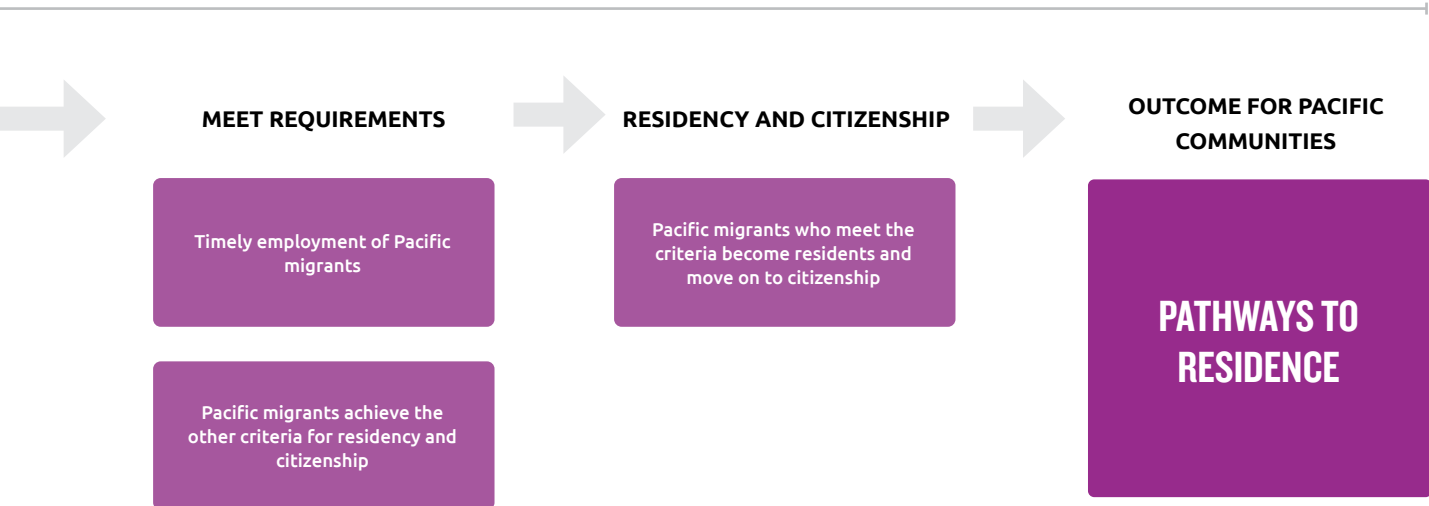 MEET REQUIREMENTS
Timely employment of Pacific
migrants
Pacific migrants achieve the
other criteria for residency and
citizenship
RESIDENCY AND CITIZENSHIP
Pacific migrants who meet the
criteria become residents and
move on to citizenship
OUTCOME FOR PACIFIC
COMMUNITIES
PATHWAYS TO
RESIDENCE